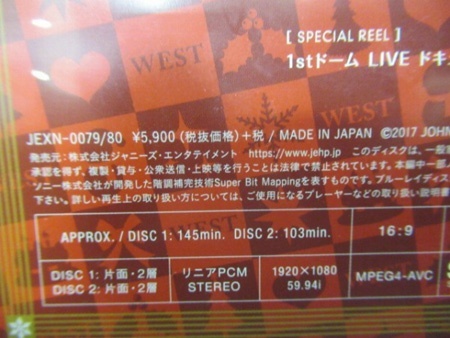 [ SPECIAL REEL ]
WEST
1stドーム LIVE ドキ
WEST
JEXN-0079/80 ¥5,900 (税抜価格)+税 / MADE IN JAPAN ©2017 JOHN
発売元:株式会社ジャニーズ・エンタテイメント https://www.jehp.jp このディスクは、一般
承認を得ず、複製・貸与・公衆送信・上映等を行うことは法律で禁止されています。本編中一部
ソニー株式会社が開発した階調補完技術Super Bit Mappingを表すものです。ブルーレイディス
下さい。詳しい再生上の取り扱い方については、ご使用になるプレーヤーなどの取り扱い説明書
APPROX. / DISC 1: 145min. DISC 2: 103min. 16:9
DISC 1: 片面・2層 リニアPCM 1920×1080 MPEG4-AVC
DISC 2: 片面・2層 STEREO 59.94i